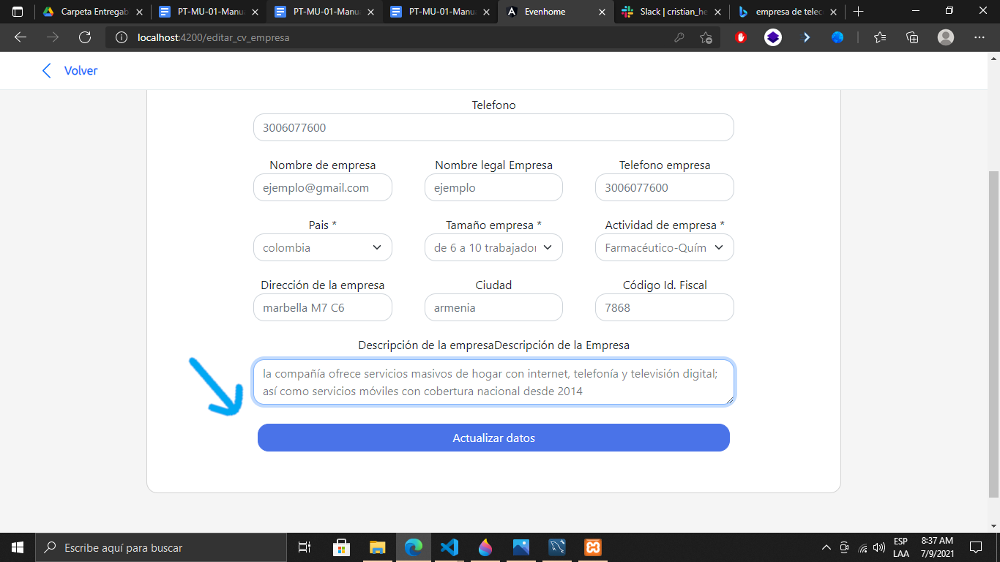 Carpeta Entregab
PT-MU-01-Manua
PT-MU-01-Manua
PT-MU-01-Manua
Evenhome
Slack | cristian_he
empresa de telec
localhost:4200/editar_cv_empresa
Volver
Telefono
3006077600
Nombre de empresa Nombre legal Empresa Telefono empresa
ejemplo@gmail.com ejemplo 3006077600
Pais * Tamaño empresa * Actividad de empresa *
colombia de 6 a 10 trabajador Farmacéutico-Quím
Dirección de la empresa Ciudad Código Id. Fiscal
marbella M7 C6 armenia 7868
Descripción de la empresaDescripción de la Empresa
la compañía ofrece servicios masivos de hogar con internet, telefonía y televisión digital;
así como servicios móviles con cobertura nacional desde 2014
Actualizar datos
Escribe aquí para buscar
ESP
LAA
8:37 AM
7/9/2021